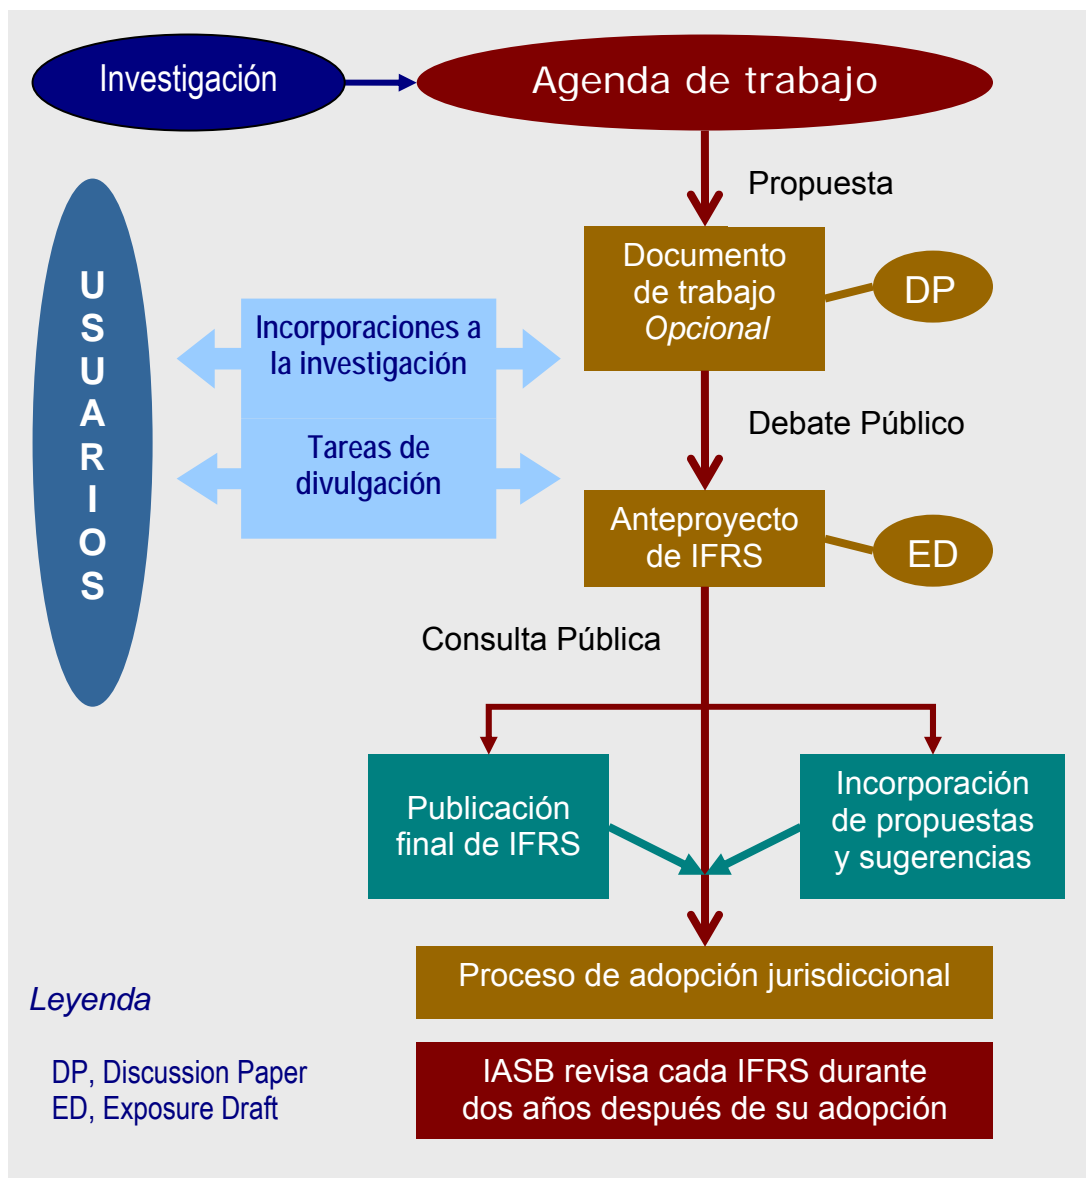 Investigación
Agenda de trabajo
Propuesta
USUARIOS
Documento
de trabajo
Opcional
DP
Incorporaciones a
la investigación
Tareas de
divulgación
Debate Público
Anteproyecto
de IFRS
ED
Consulta Pública
Publicación
final de IFRS
Incorporación
de propuestas
y sugerencias
Proceso de adopción jurisdiccional
Leyenda
DP, Discussion Paper
ED, Exposure Draft
IASB revisa cada IFRS durante
dos años después de su adopción